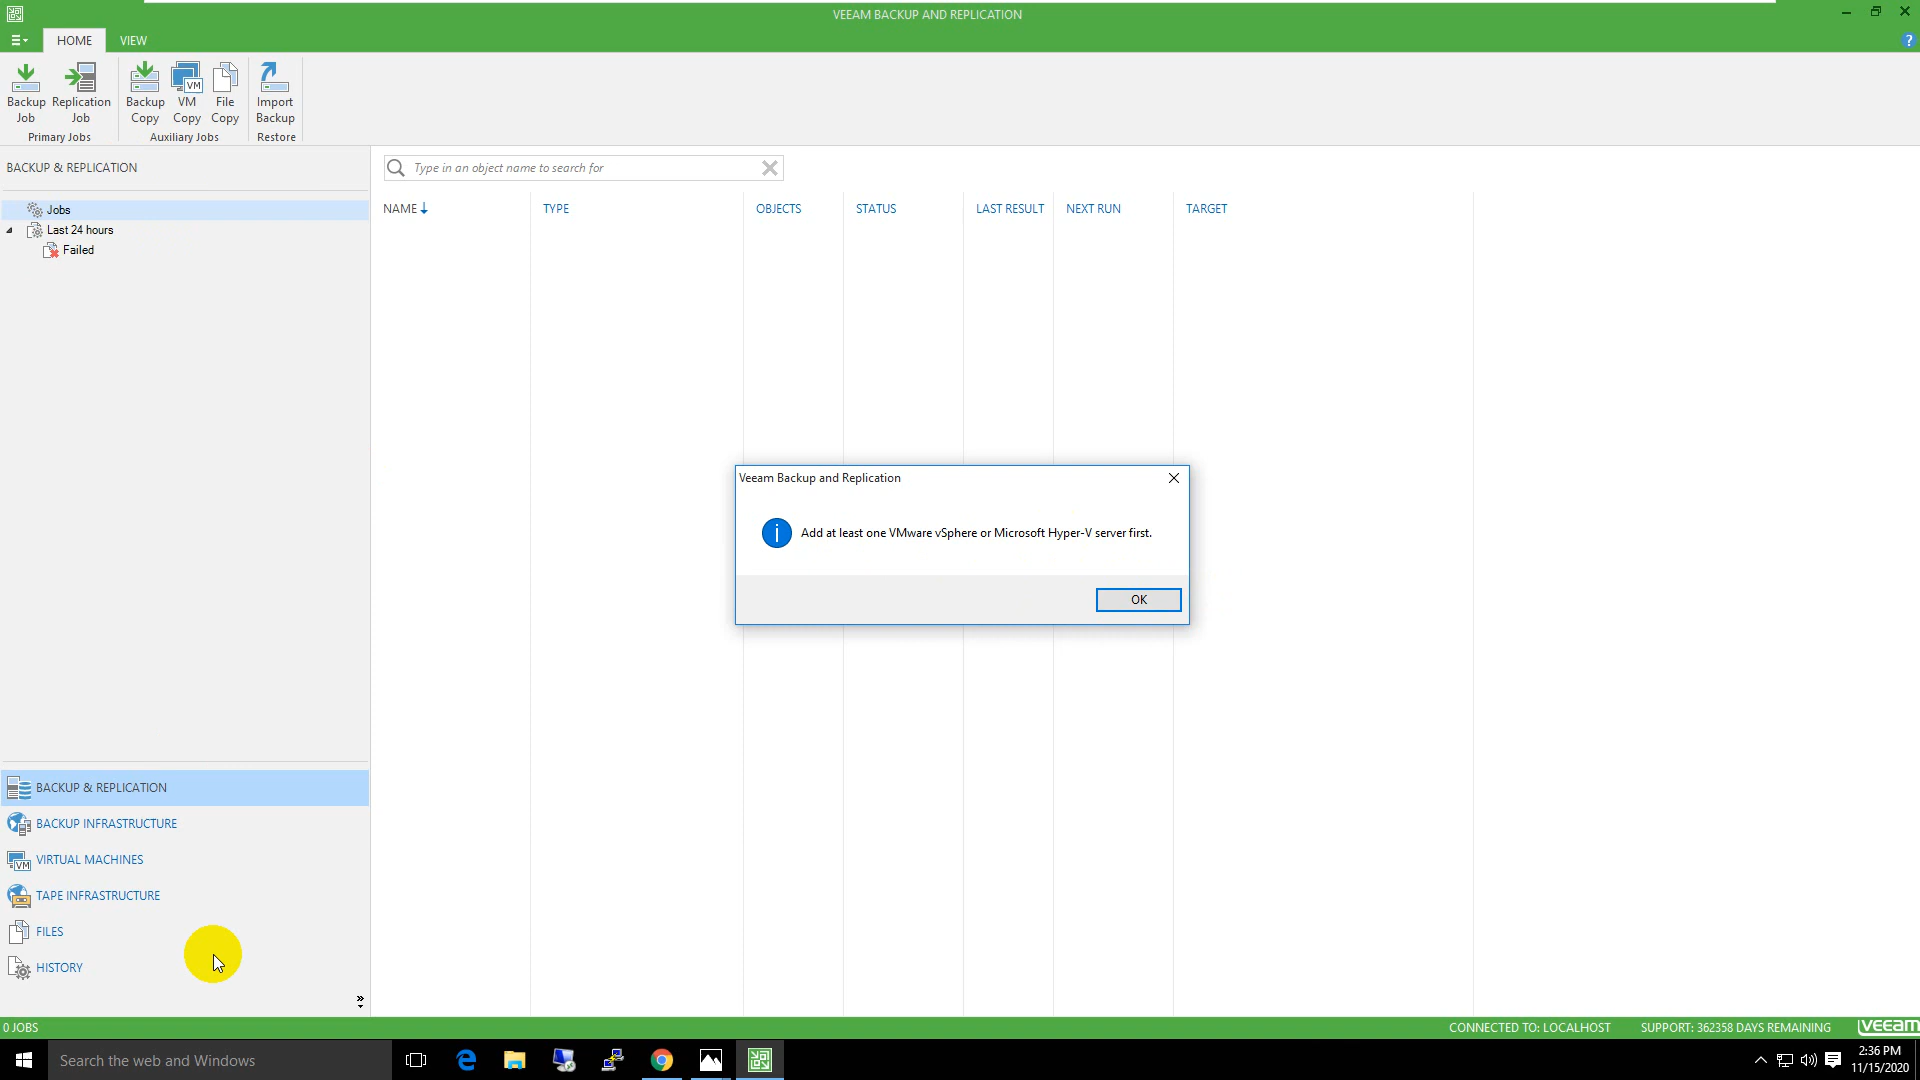 VEEAM BACKUP AND REPLICATION
HOME VIEW
?
Backup Job
Replication Job
Primary Jobs
Backup Copy
VM
VM Copy
File Copy
Auxiliary Jobs
Import Backup
Restore
BACKUP & REPLICATION
Type in an object name to search for
Jobs
Last 24 hours
Failed
NAME TYPE OBJECTS STATUS LAST RESULT NEXT RUN TARGET
Veeam Backup and Replication
Add at least one VMware vSphere or Microsoft Hyper-V server first.
OK
BACKUP & REPLICATION
BACKUP INFRASTRUCTURE
VM
VIRTUAL MACHINES
TAPE INFRASTRUCTURE
FILES
HISTORY
0 JOBS
CONNECTED TO: LOCALHOST
SUPPORT: 362358 DAYS REMAINING
veeam
Search the web and Windows
2:36 PM
11/15/2020